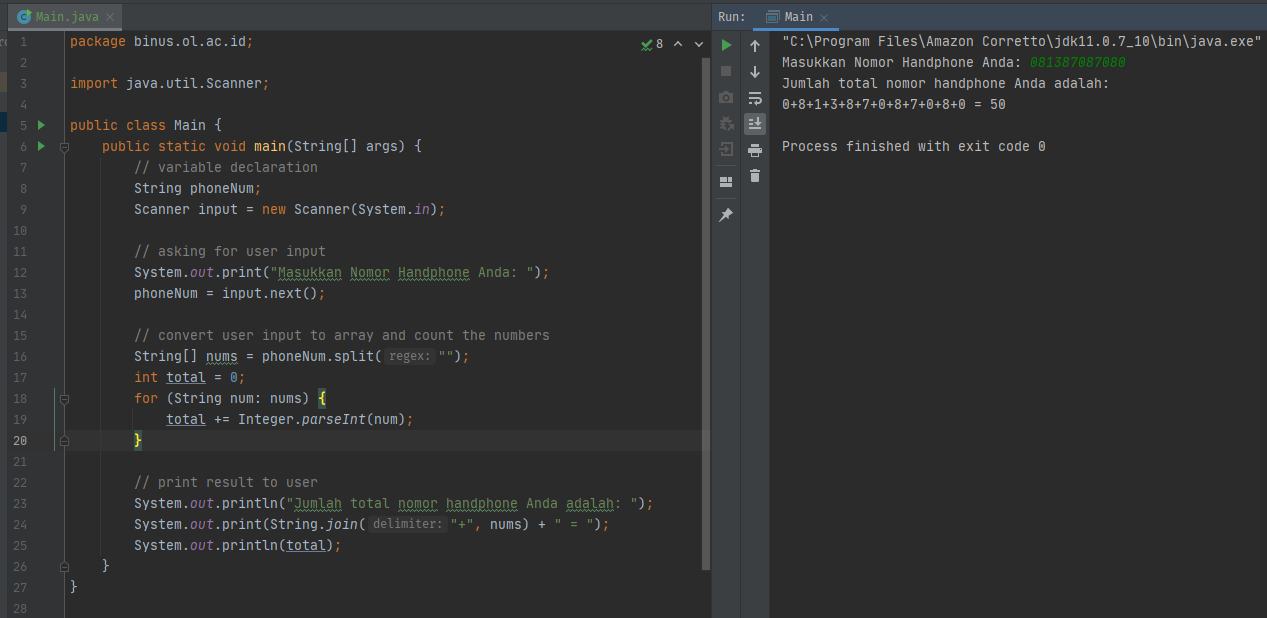 Main.java
1 package binus.ol.ac.id;
2
3 import java.util.Scanner;
4
5 public class Main {
6 public static void main(String[] args) {
7 // variable declaration
8 String phoneNum;
9 Scanner input = new Scanner(System.in);
10
11 // asking for user input
12 System.out.print("Masukkan Nomor Handphone Anda: ");
13 phoneNum = input.next();
14
15 // convert user input to array and count the numbers
16 String[] nums = phoneNum.split( regex: "");
17 int total = 0;
18 for (String num: nums) {
19 total += Integer.parseInt(num);
20 }
21
22 // print result to user
23 System.out.println("Jumlah total nomor handphone Anda adalah: ");
24 System.out.print(String.join( delimiter: "+", nums) + " = ");
25 System.out.println(total);
26 }
27 }
28
8
Run: Main
"C:\Program Files\Amazon Corretto\jdk11.0.7_10\bin\java.exe"
Masukkan Nomor Handphone Anda: 081387087080
Jumlah total nomor handphone Anda adalah:
0+8+1+3+8+7+0+8+7+0+8+0 = 50
Process finished with exit code 0